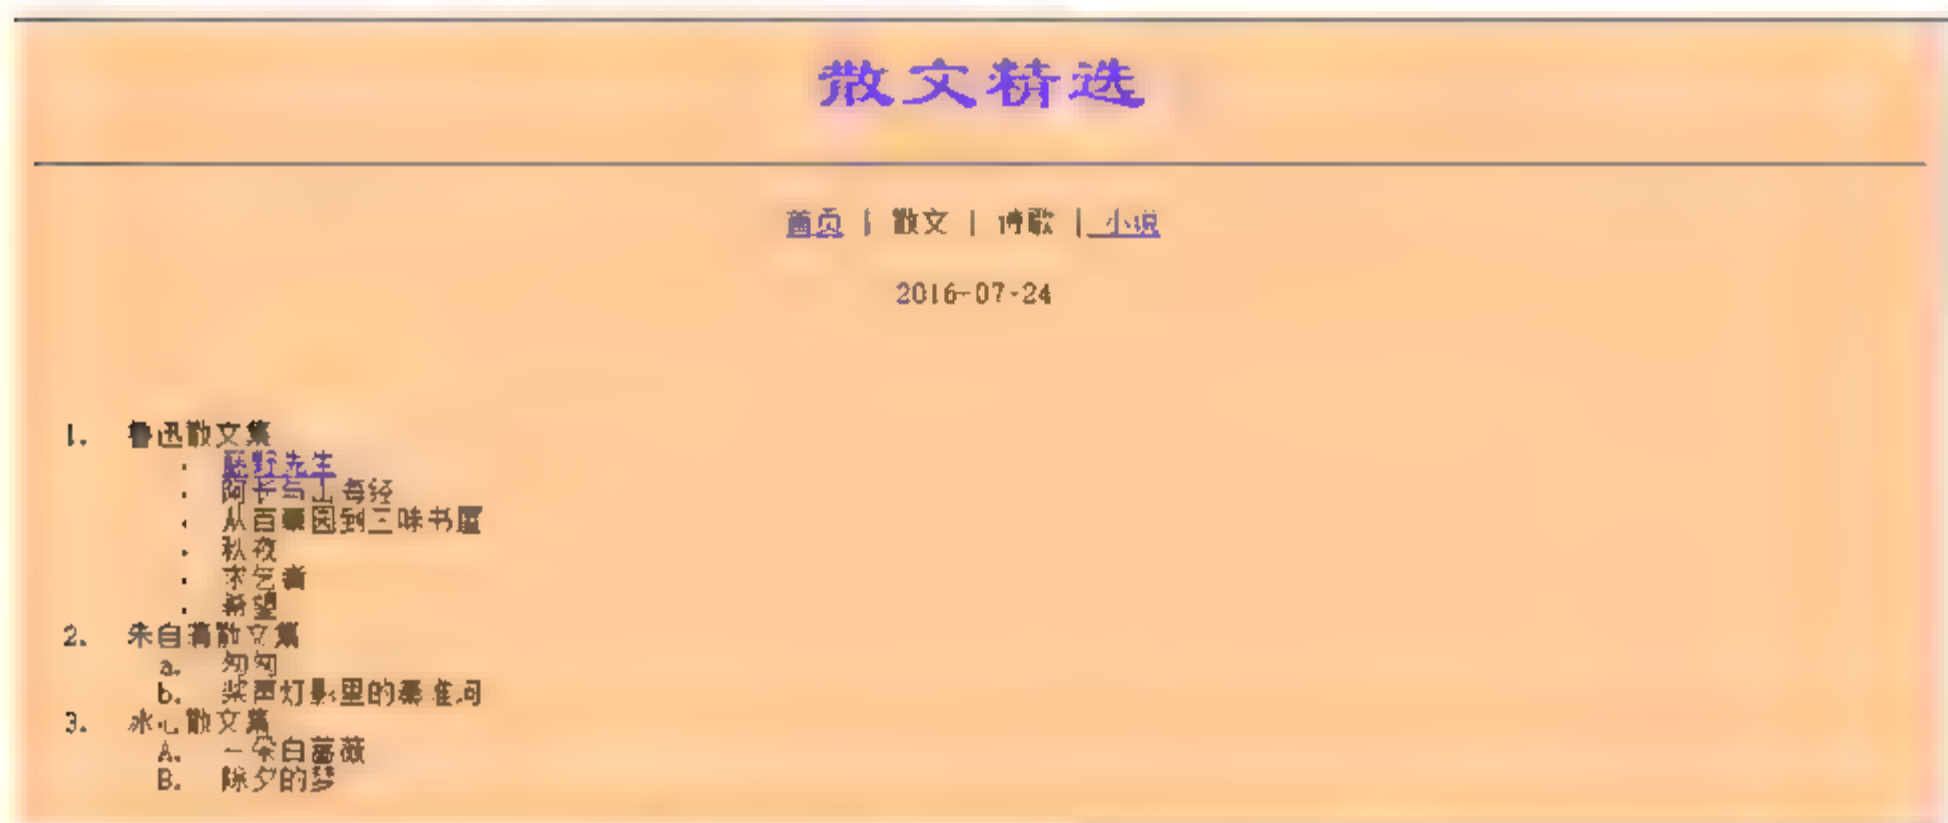 散文精选
首页 | 散文 | 诗歌 | 小说
2016-07-24
1. 鲁迅散文集
· 藤野先生
· 阿长与山海经
· 从百草园到三味书屋
· 秋夜
· 求乞者
· 希望
2. 朱自清散文集
a. 匆匆
b. 桨声灯影里的秦淮河
3. 冰心散文集
A. 一朵白蔷薇
B. 除夕的梦